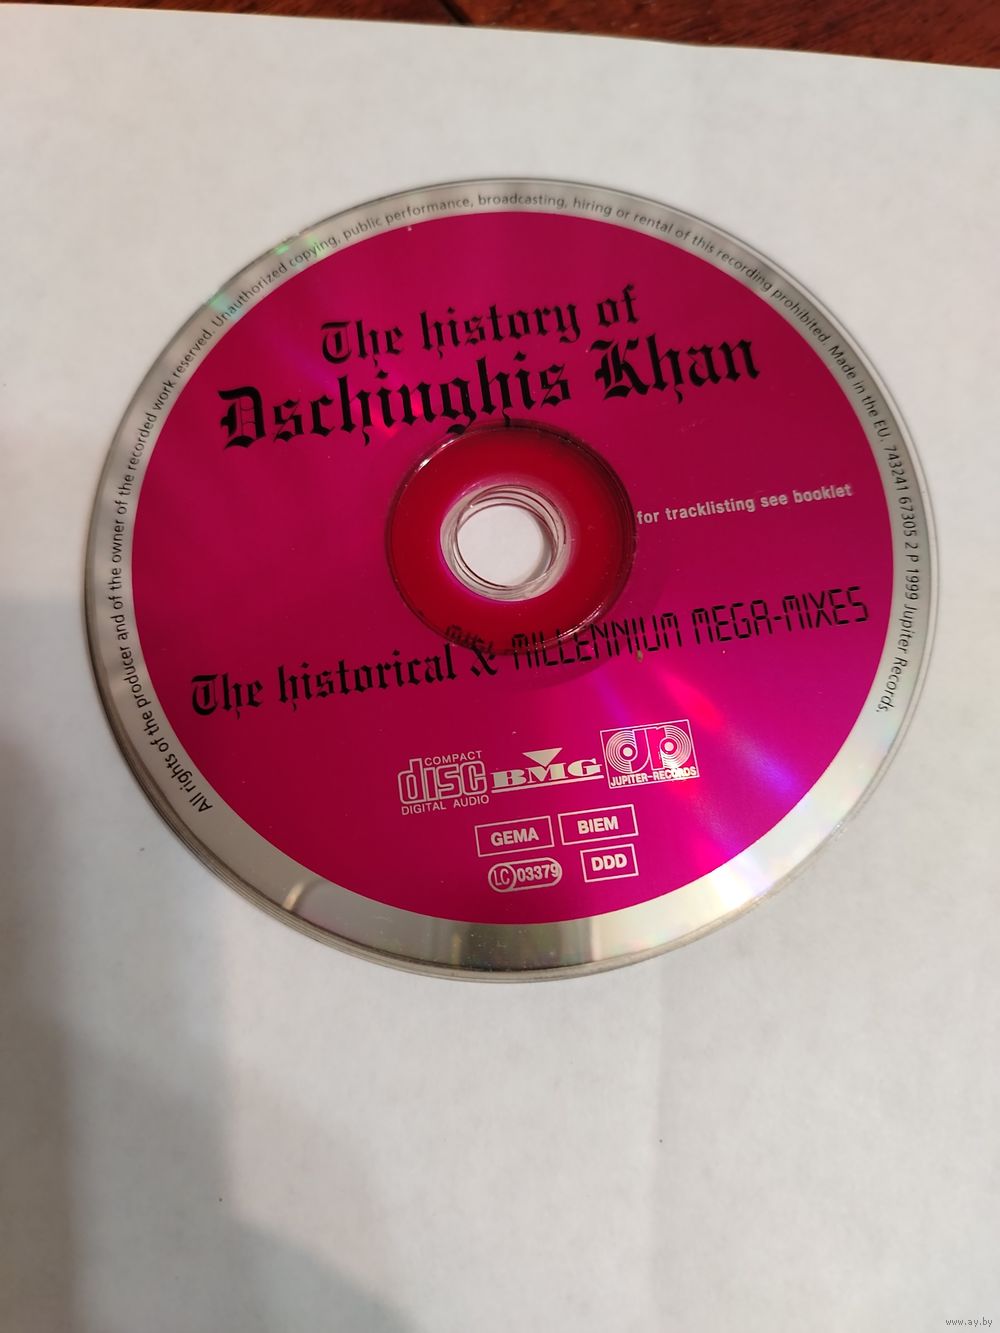 All rights of the producer and of the owner of the recorded work reserved. Unauthorized copying, public performance, broadcasting, hiring or rental of this recording prohibited. Made in the EU. 743241 67305 2 P 1999 Jupiter Records.
The history of
Dschinghis Khan
for tracklisting see booklet
The historical & MILLENNIUM MEGA-MIXES
COMPACT
disc
DIGITAL AUDIO
BMG
JUPITER-RECORDS
GEMA
BIEM
LC 03379
DDD
www.ay.by